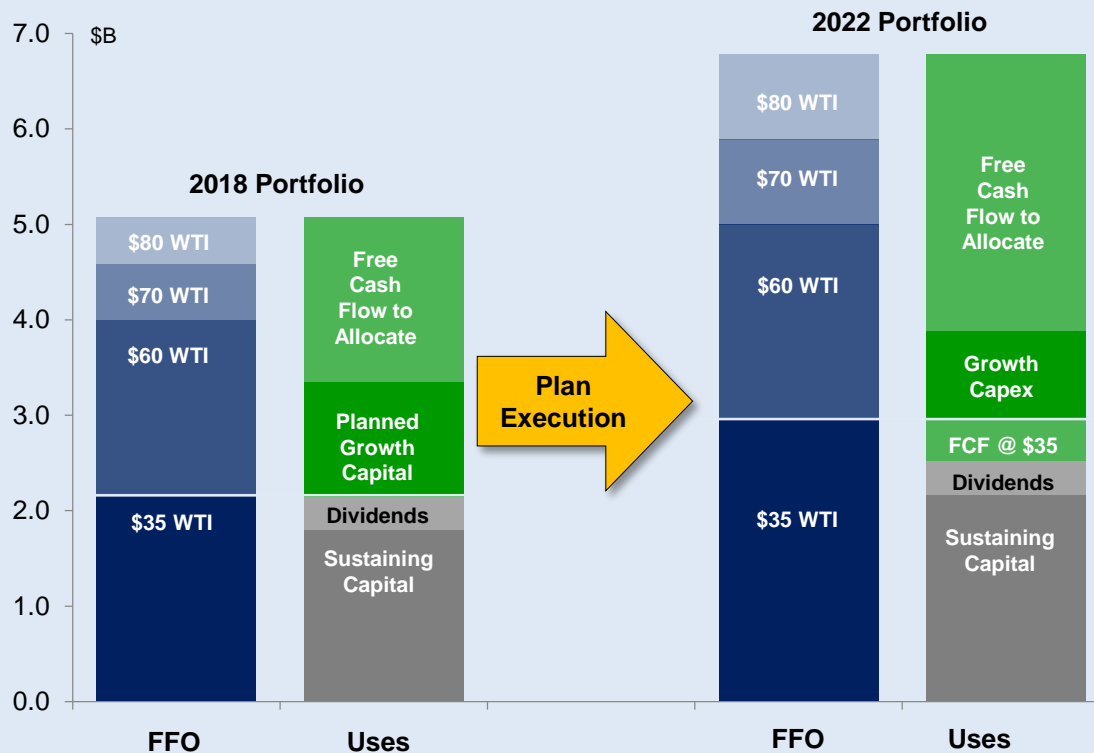 $B
7.0
6.0
5.0
4.0
3.0
2.0
1.0
0.0
2018 Portfolio
$80 WTI
$70 WTI
$60 WTI
$35 WTI
Free
Cash
Flow to
Allocate
Planned
Growth
Capital
Dividends
Sustaining
Capital
Plan
Execution
2022 Portfolio
$80 WTI
$70 WTI
$60 WTI
$35 WTI
Free
Cash
Flow to
Allocate
Growth
Capex
FCF @ $35
Dividends
Sustaining
Capital
FFO
Uses
FFO
Uses